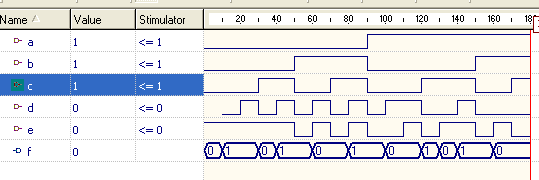 Name Value Stimulator 20 40 60 80 100 120 140 160 180
a 1 <= 1
b 1 <= 1
c 1 <= 1
d 0 <= 0
e 0 <= 0
f 0 0 1 0 1 0 1 0 1 0 1 0